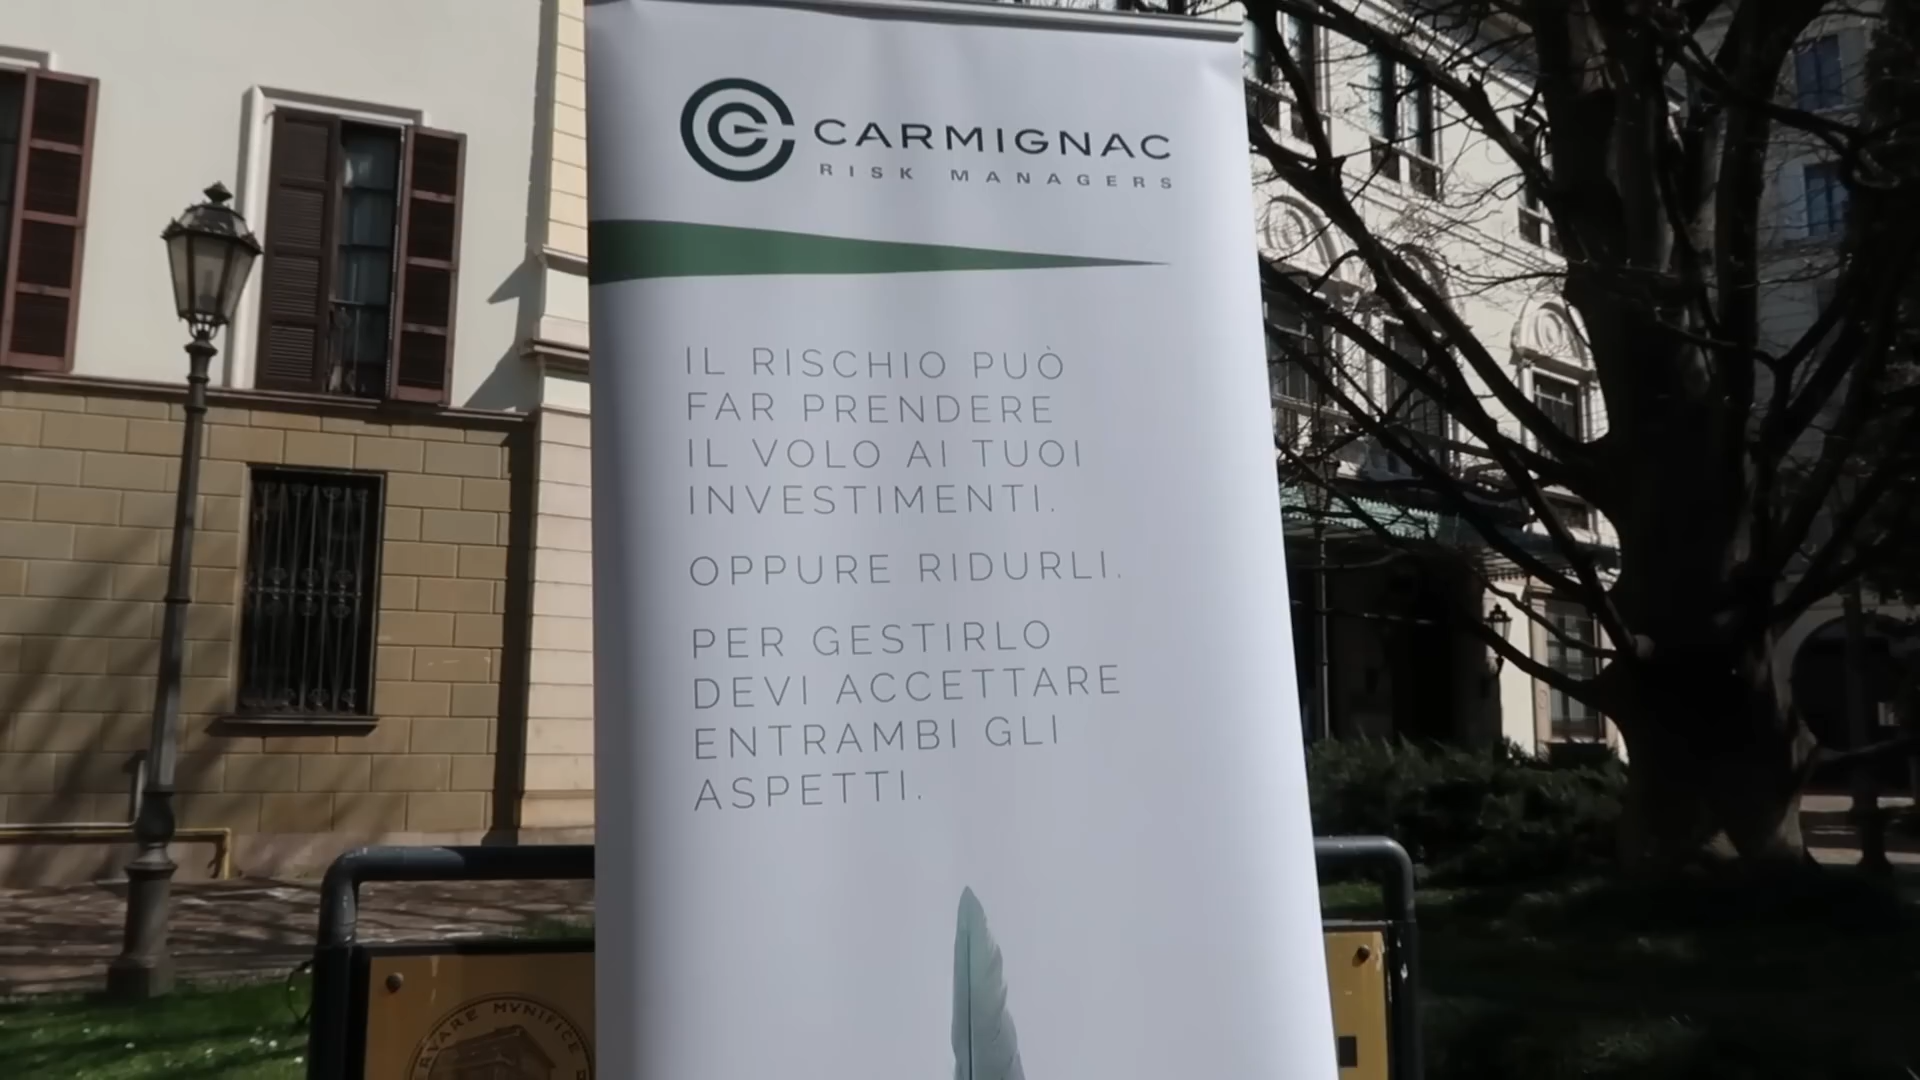 CARMIGNAC
RISK MANAGERS
IL RISCHIO PUÒ
FAR PRENDERE
IL VOLO AI TUOI
INVESTIMENTI.
OPPURE RIDURLI.
PER GESTIRLO
DEVI ACCETTARE
ENTRAMBI GLI
ASPETTI.
MVNIFICE